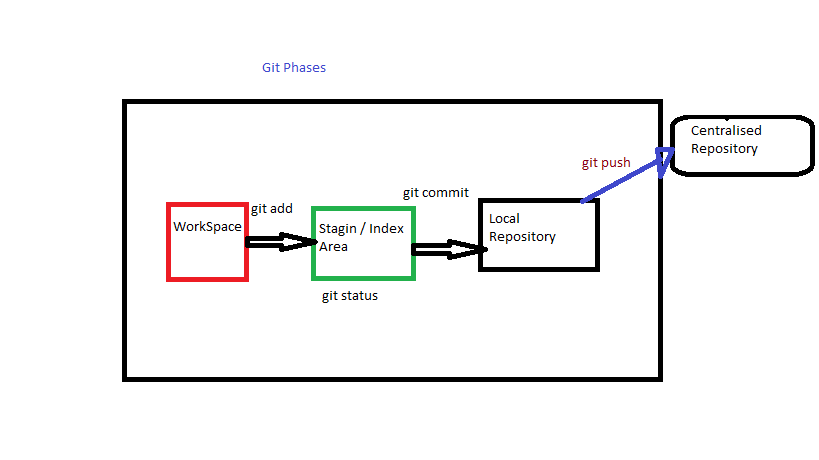 Git Phases
Centralised
Repository
git push
git commit
git add
WorkSpace
Stagin / Index
Area
Local
Repository
git status